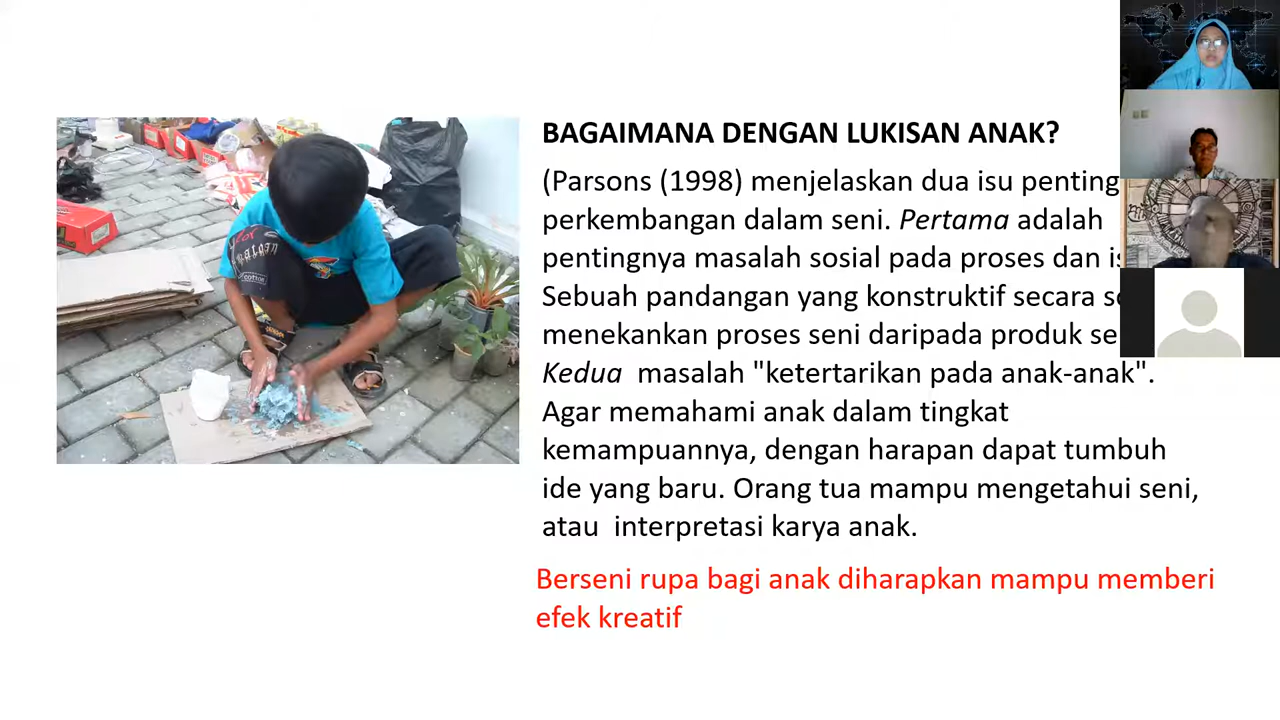 BAGAIMANA DENGAN LUKISAN ANAK?
(Parsons (1998) menjelaskan dua isu penting
perkembangan dalam seni. Pertama adalah
pentingnya masalah sosial pada proses dan
Sebuah pandangan yang konstruktif secara
menekankan proses seni daripada produk
Kedua masalah "ketertarikan pada anak-anak".
Agar memahami anak dalam tingkat
kemampuannya, dengan harapan dapat tumbuh
ide yang baru. Orang tua mampu mengetahui seni,
atau interpretasi karya anak.
Berseni rupa bagi anak diharapkan mampu memberi
efek kreatif